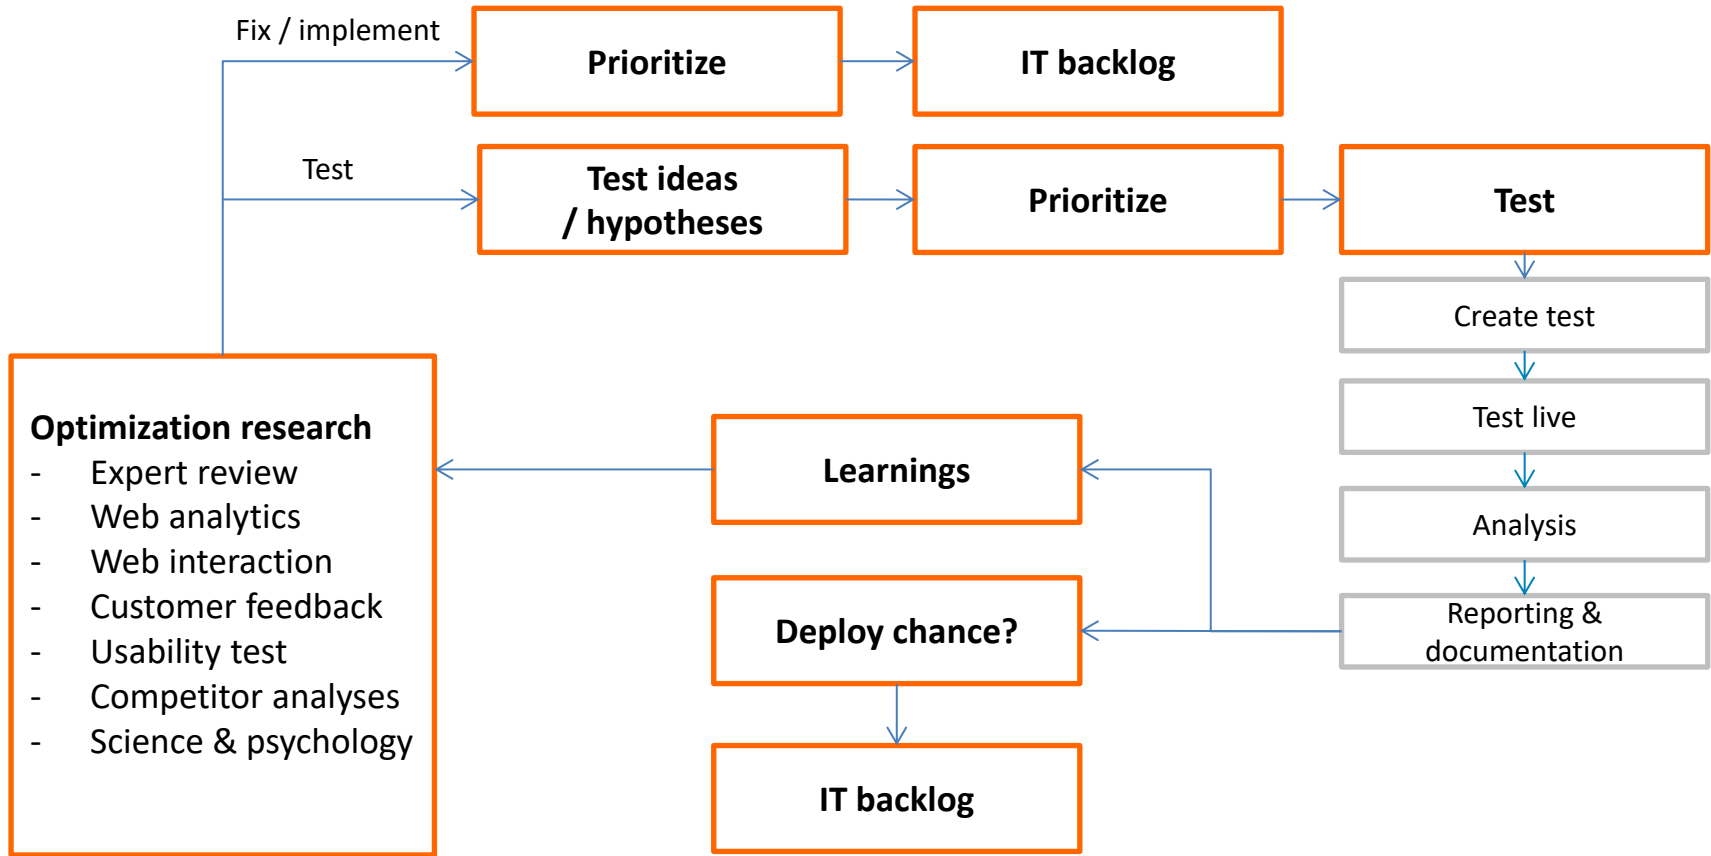 Fix / implement
Prioritize
IT backlog
Test
Test ideas
/ hypotheses
Prioritize
Test
Create test
Test live
Analysis
Reporting &
documentation
Optimization research
- Expert review
- Web analytics
- Web interaction
- Customer feedback
- Usability test
- Competitor analyses
- Science & psychology
Learnings
Deploy chance?
IT backlog